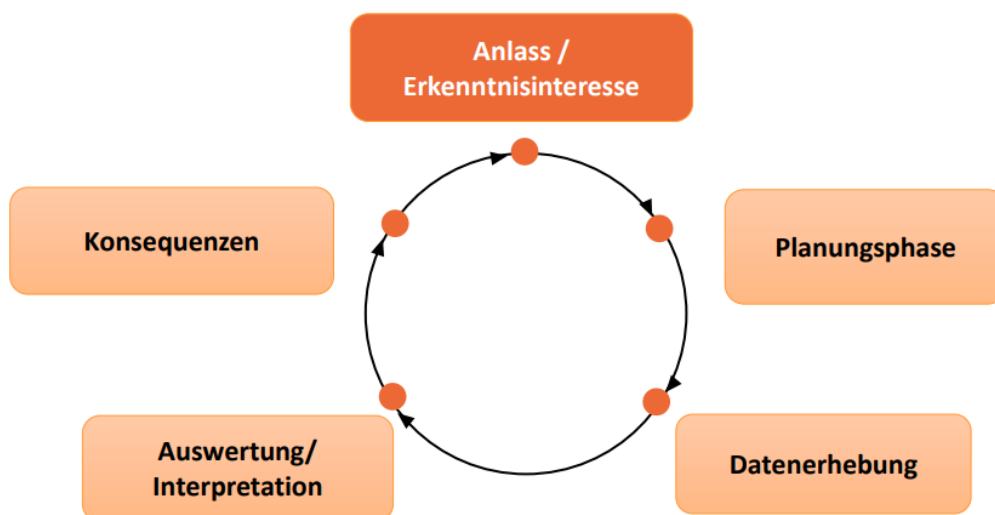 Anlass /
Erkenntnisinteresse
Konsequenzen
Planungsphase
Auswertung/
Interpretation
Datenerhebung